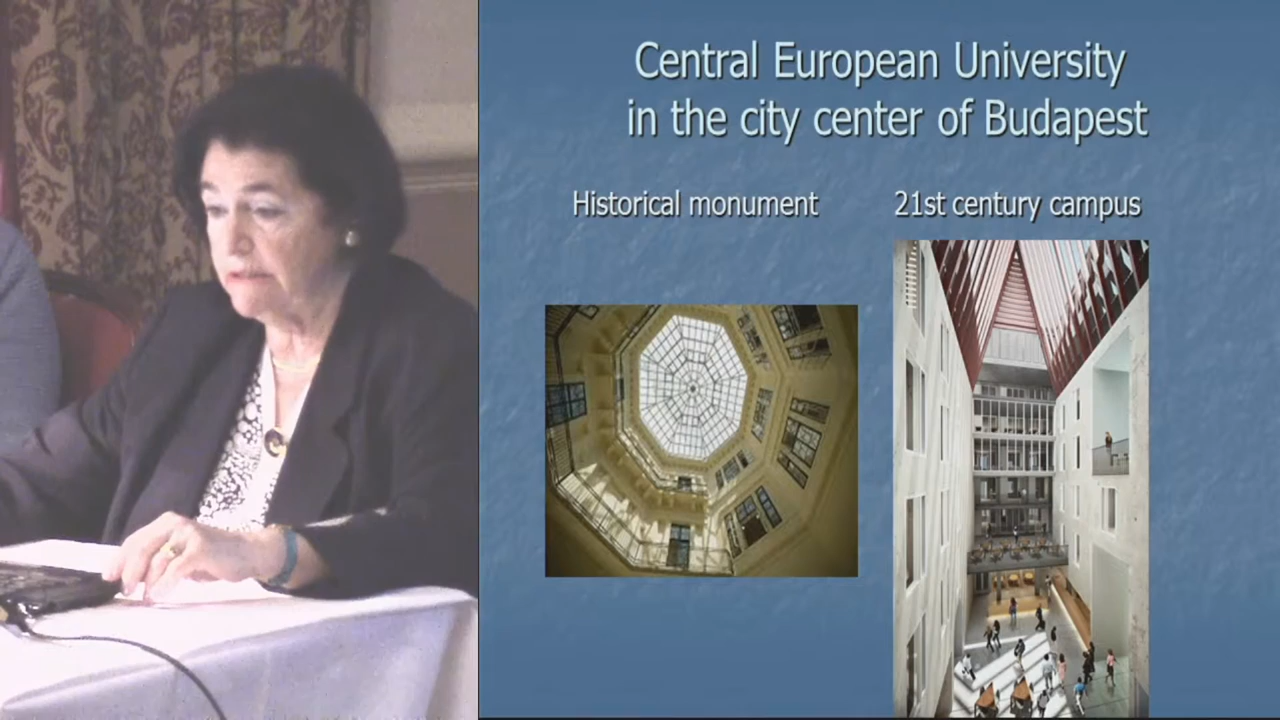 Central European University
in the city center of Budapest
Historical monument
21st century campus